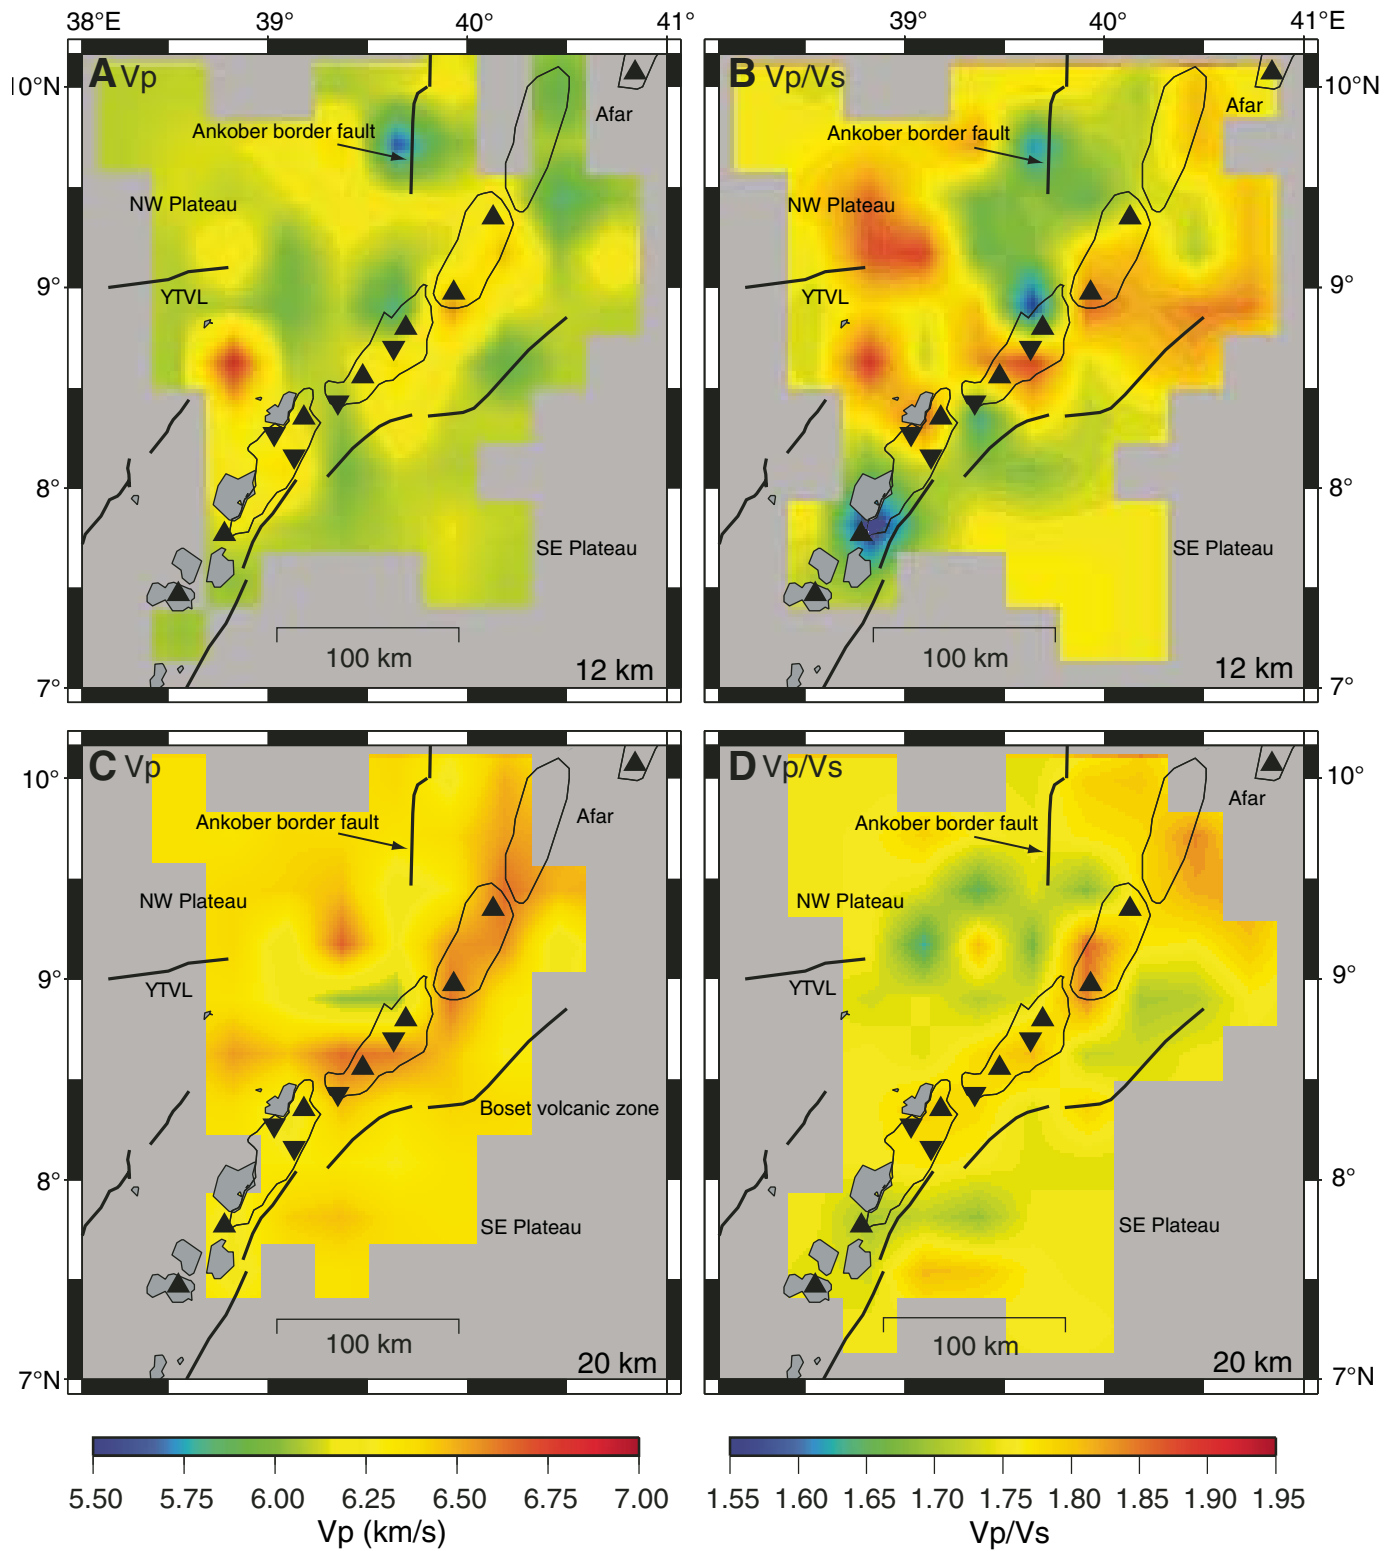 38°E 39° 40° 41° 39° 40° 41°E
A Vp
B Vp/Vs
10°N
10°N
Afar
Afar
Ankober border fault
Ankober border fault
NW Plateau
NW Plateau
9°
YTVL
YTVL
9°
8°
8°
SE Plateau
SE Plateau
100 km
100 km
12 km
12 km
7°
7°
C Vp
D Vp/Vs
10°
10°
Afar
Afar
Ankober border fault
Ankober border fault
NW Plateau
NW Plateau
9°
YTVL
YTVL
9°
Boset volcanic zone
8°
8°
SE Plateau
SE Plateau
100 km
100 km
20 km
20 km
7°N
7°N
5.50 5.75 6.00 6.25 6.50 6.75 7.00
Vp (km/s)
1.55 1.60 1.65 1.70 1.75 1.80 1.85 1.90 1.95
Vp/Vs